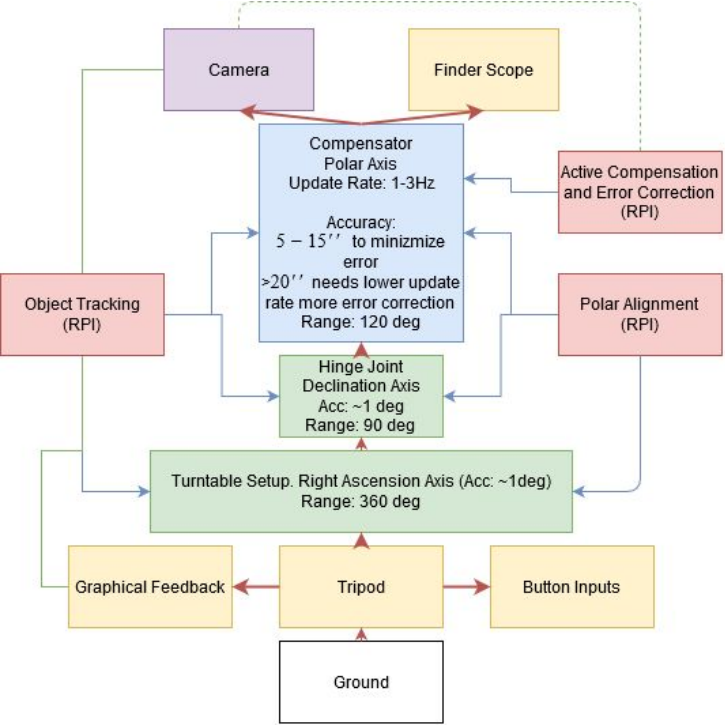 Camera
Finder Scope
Compensator
Polar Axis
Update Rate: 1-3Hz
Accuracy:
5 − 15′′ to minizmize
error
>20′′ needs lower update
rate more error correction
Range: 120 deg
Active Compensation
and Error Correction
(RPI)
Object Tracking
(RPI)
Polar Alignment
(RPI)
Hinge Joint
Declination Axis
Acc: ~1 deg
Range: 90 deg
Turntable Setup. Right Ascension Axis (Acc: ~1deg)
Range: 360 deg
Graphical Feedback
Tripod
Button Inputs
Ground